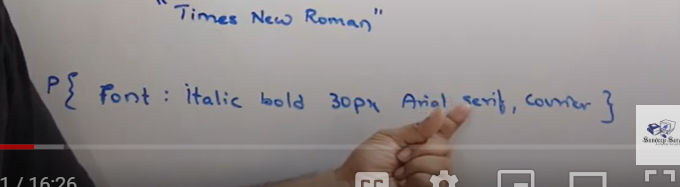 "Times New Roman"
P{ Font : italic bold 30px Arial serif, courier }
1 / 16:26